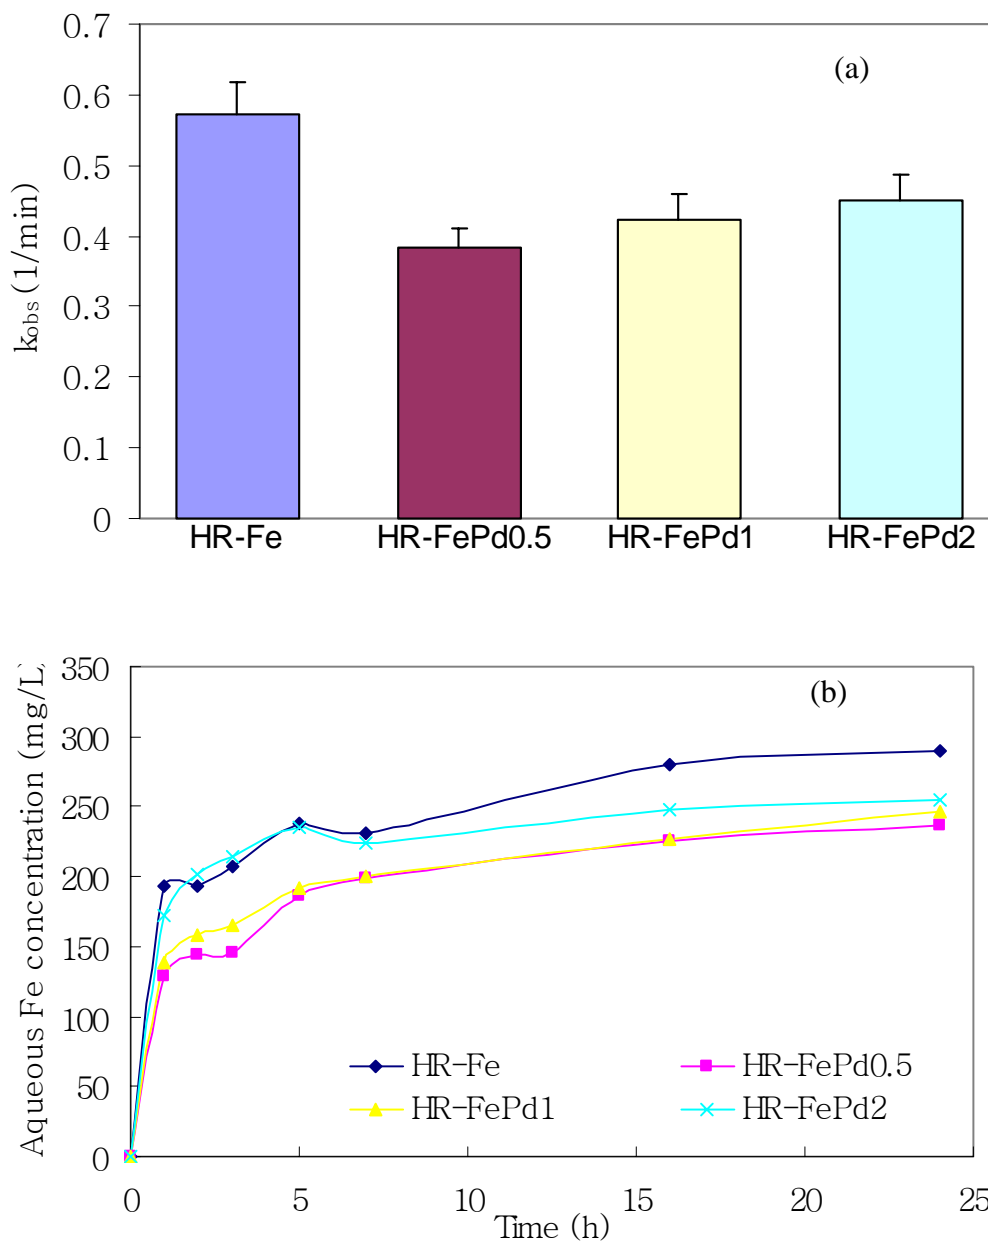 0.7
(a)
0.6
0.5
0.4
0.3
0.2
0.1
0
kobs (1/min)
HR-Fe HR-FePd0.5 HR-FePd1 HR-FePd2
350
(b)
300
250
200
150
100
50
0
Aqueous Fe concentration (mg/L)
HR-Fe HR-FePd0.5
HR-FePd1 HR-FePd2
0 5 10 15 20 25
Time (h)